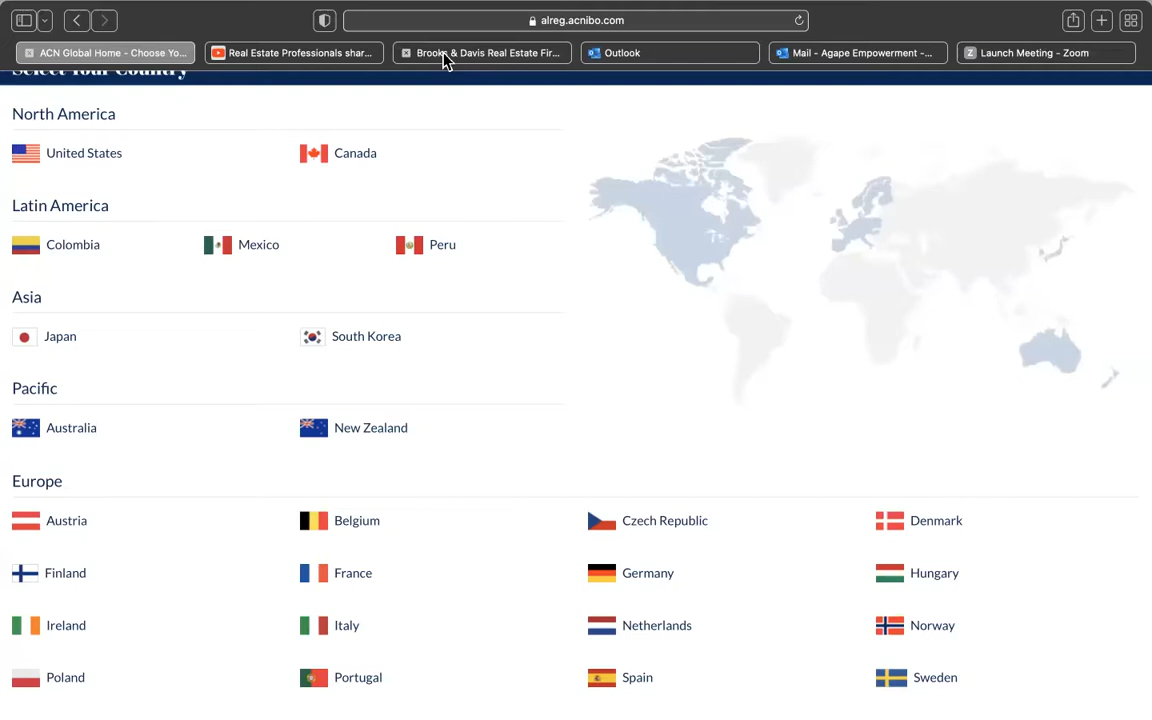 alreg.acnibo.com
ACN Global Home - Choose Yo...
Real Estate Professionals shar...
Brooks & Davis Real Estate Fir...
Outlook
Mail - Agape Empowerment -...
Z Launch Meeting - Zoom
Select Your Country
North America
United States
Canada
Latin America
Colombia
Mexico
Peru
Asia
Japan
South Korea
Pacific
Australia
New Zealand
Europe
Austria
Belgium
Czech Republic
Denmark
Finland
France
Germany
Hungary
Ireland
Italy
Netherlands
Norway
Poland
Portugal
Spain
Sweden